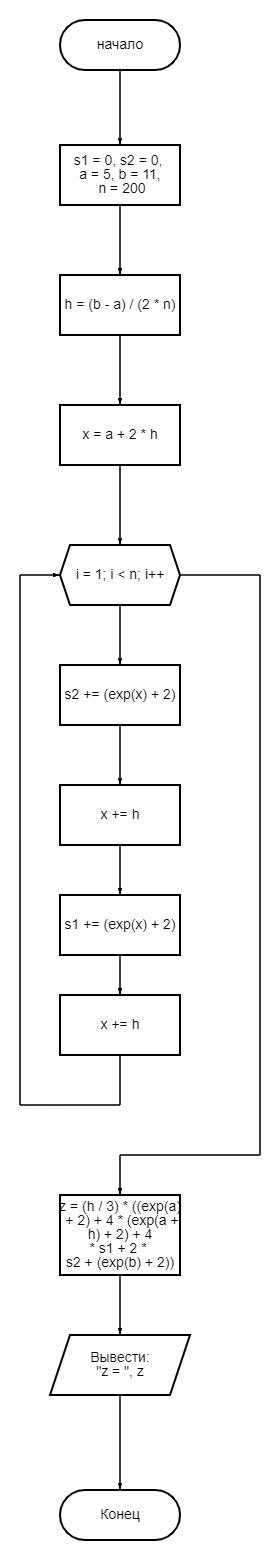 начало
s1 = 0, s2 = 0,
a = 5, b = 11,
n = 200
h = (b - a) / (2 * n)
x = a + 2 * h
i = 1; i < n; i++
s2 += (exp(x) + 2)
x += h
s1 += (exp(x) + 2)
x += h
z = (h / 3) * ((exp(a)
+ 2) + 4 * (exp(a +
h) + 2) + 4
* s1 + 2 *
s2 + (exp(b) + 2))
Вывести:
"z = ", z
Конец